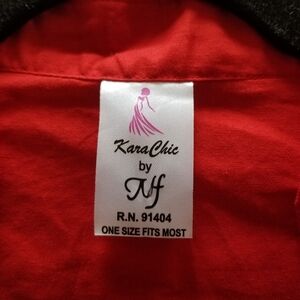 KaraChic
by
Nf
R.N. 91404
ONE SIZE FITS MOST